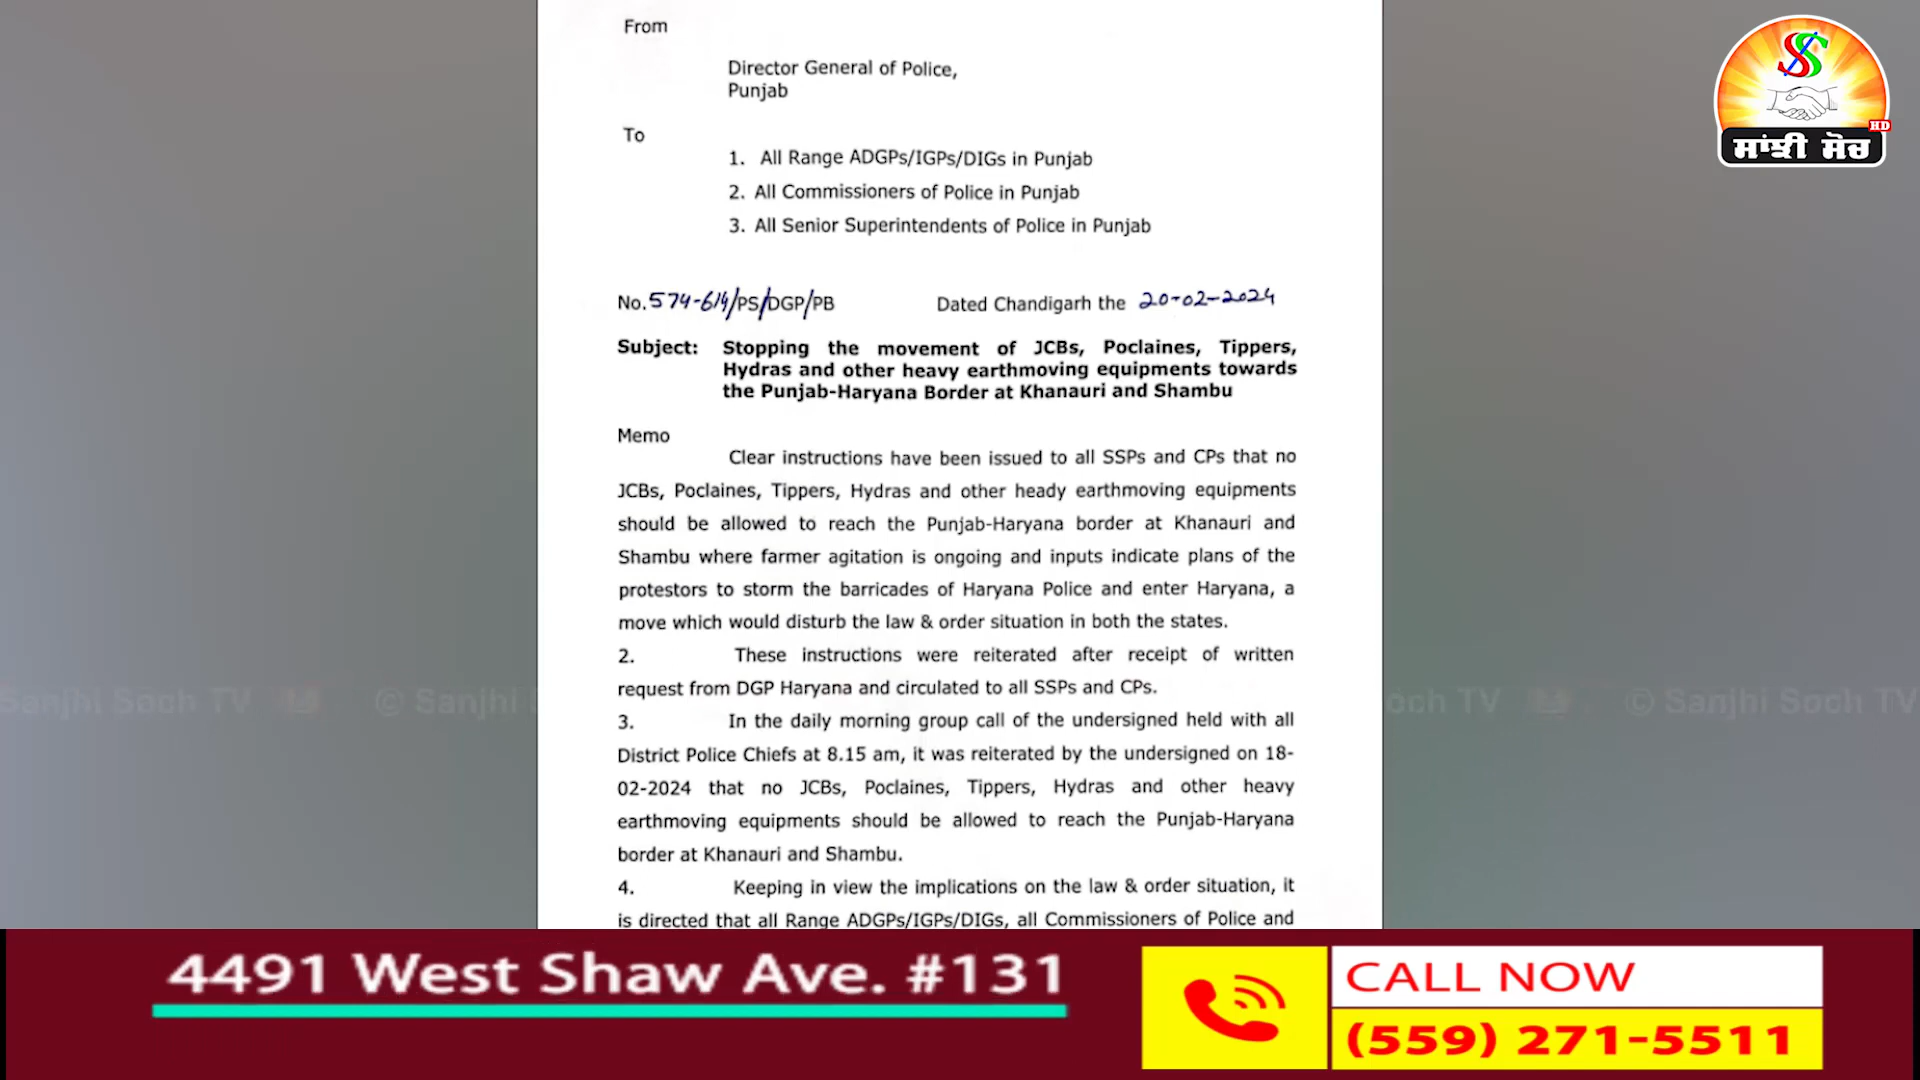 From
Director General of Police,
Punjab
To
1. All Range ADGPs/IGPs/DIGs in Punjab
2. All Commissioners of Police in Punjab
3. All Senior Superintendents of Police in Punjab
No. 574-614/PS/DGP/PB Dated Chandigarh the 20-02-2024
Subject: Stopping the movement of JCBs, Poclaines, Tippers,
Hydras and other heavy earthmoving equipments towards
the Punjab-Haryana Border at Khanauri and Shambu
Memo
Clear instructions have been issued to all SSPs and CPs that no
JCBs, Poclaines, Tippers, Hydras and other heady earthmoving equipments
should be allowed to reach the Punjab-Haryana border at Khanauri and
Shambu where farmer agitation is ongoing and inputs indicate plans of the
protestors to storm the barricades of Haryana Police and enter Haryana, a
move which would disturb the law & order situation in both the states.
2. These instructions were reiterated after receipt of written
request from DGP Haryana and circulated to all SSPs and CPs.
3. In the daily morning group call of the undersigned held with all
District Police Chiefs at 8.15 am, it was reiterated by the undersigned on 18-
02-2024 that no JCBs, Poclaines, Tippers, Hydras and other heavy
earthmoving equipments should be allowed to reach the Punjab-Haryana
border at Khanauri and Shambu.
4. Keeping in view the implications on the law & order situation, it
is directed that all Range ADGPs/IGPs/DIGs, all Commissioners of Police and
SS
HD
ਸਾਂਝੀ ਸੋਚ
Sanjhi Soch TV © Sanjhi
och TV © Sanjhi Soch TV
4491 West Shaw Ave. #131
CALL NOW
(559) 271-5511